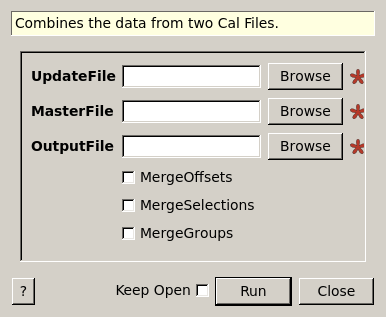 Combines the data from two Cal Files.
UpdateFile Browse *
MasterFile Browse *
OutputFile Browse *
MergeOffsets
MergeSelections
MergeGroups
? Keep Open Run Close